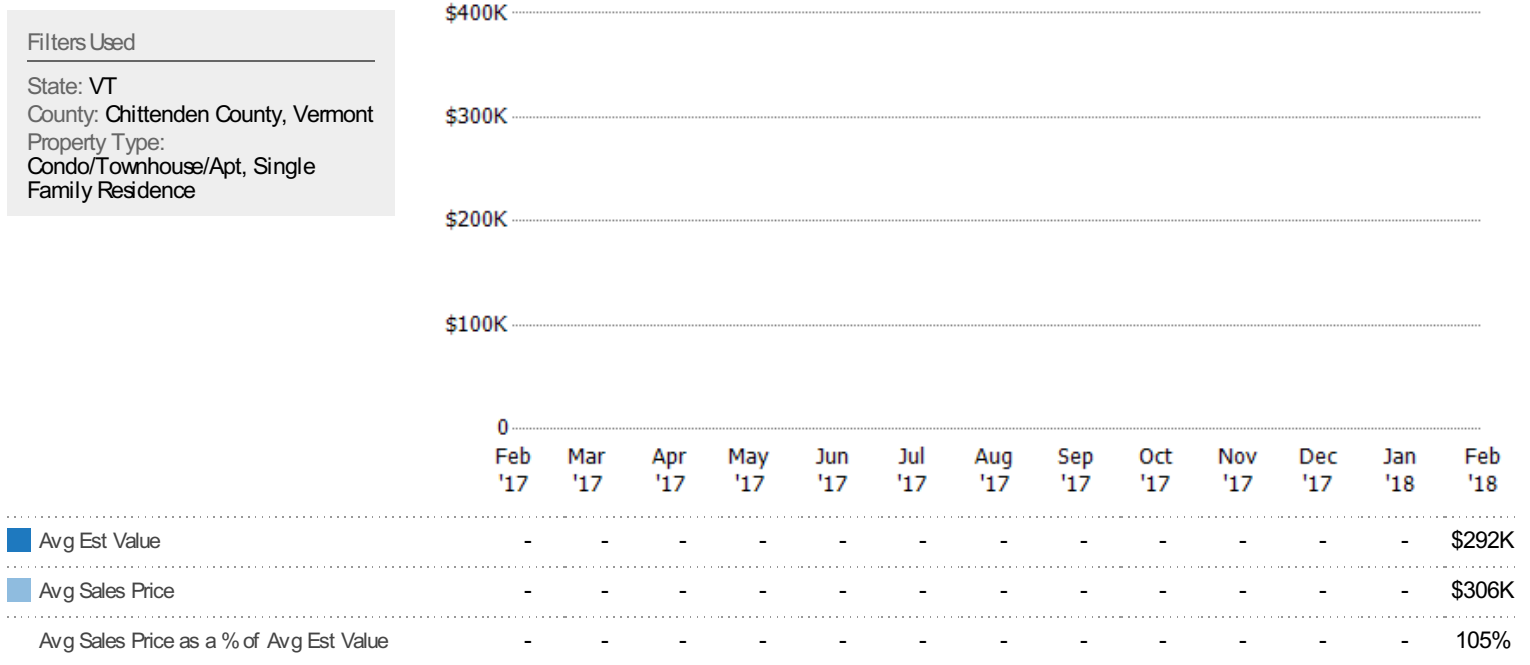 Filters Used
State: VT
County: Chittenden County, Vermont
Property Type:
Condo/Townhouse/Apt, Single
Family Residence
$400K
$300K
$200K
$100K
0
Feb Mar Apr May Jun Jul Aug Sep Oct Nov Dec Jan Feb
'17 '17 '17 '17 '17 '17 '17 '17 '17 '17 '17 '18 '18
Avg Est Value - - - - - - - - - - - - $292K
Avg Sales Price - - - - - - - - - - - - $306K
Avg Sales Price as a % of Avg Est Value - - - - - - - - - - - - 105%